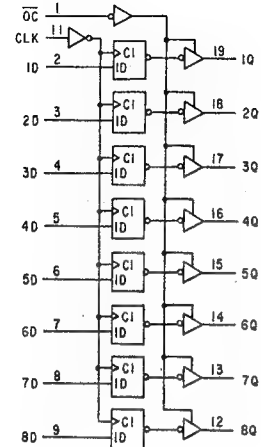 OC 1
CLK 11
1D 2 C1 1D 19 1Q
2D 3 C1 1D 18 2Q
3D 4 C1 1D 17 3Q
4D 5 C1 1D 16 4Q
5D 6 C1 1D 15 5Q
6D 7 C1 1D 14 6Q
7D 8 C1 1D 13 7Q
8D 9 C1 1D 12 8Q